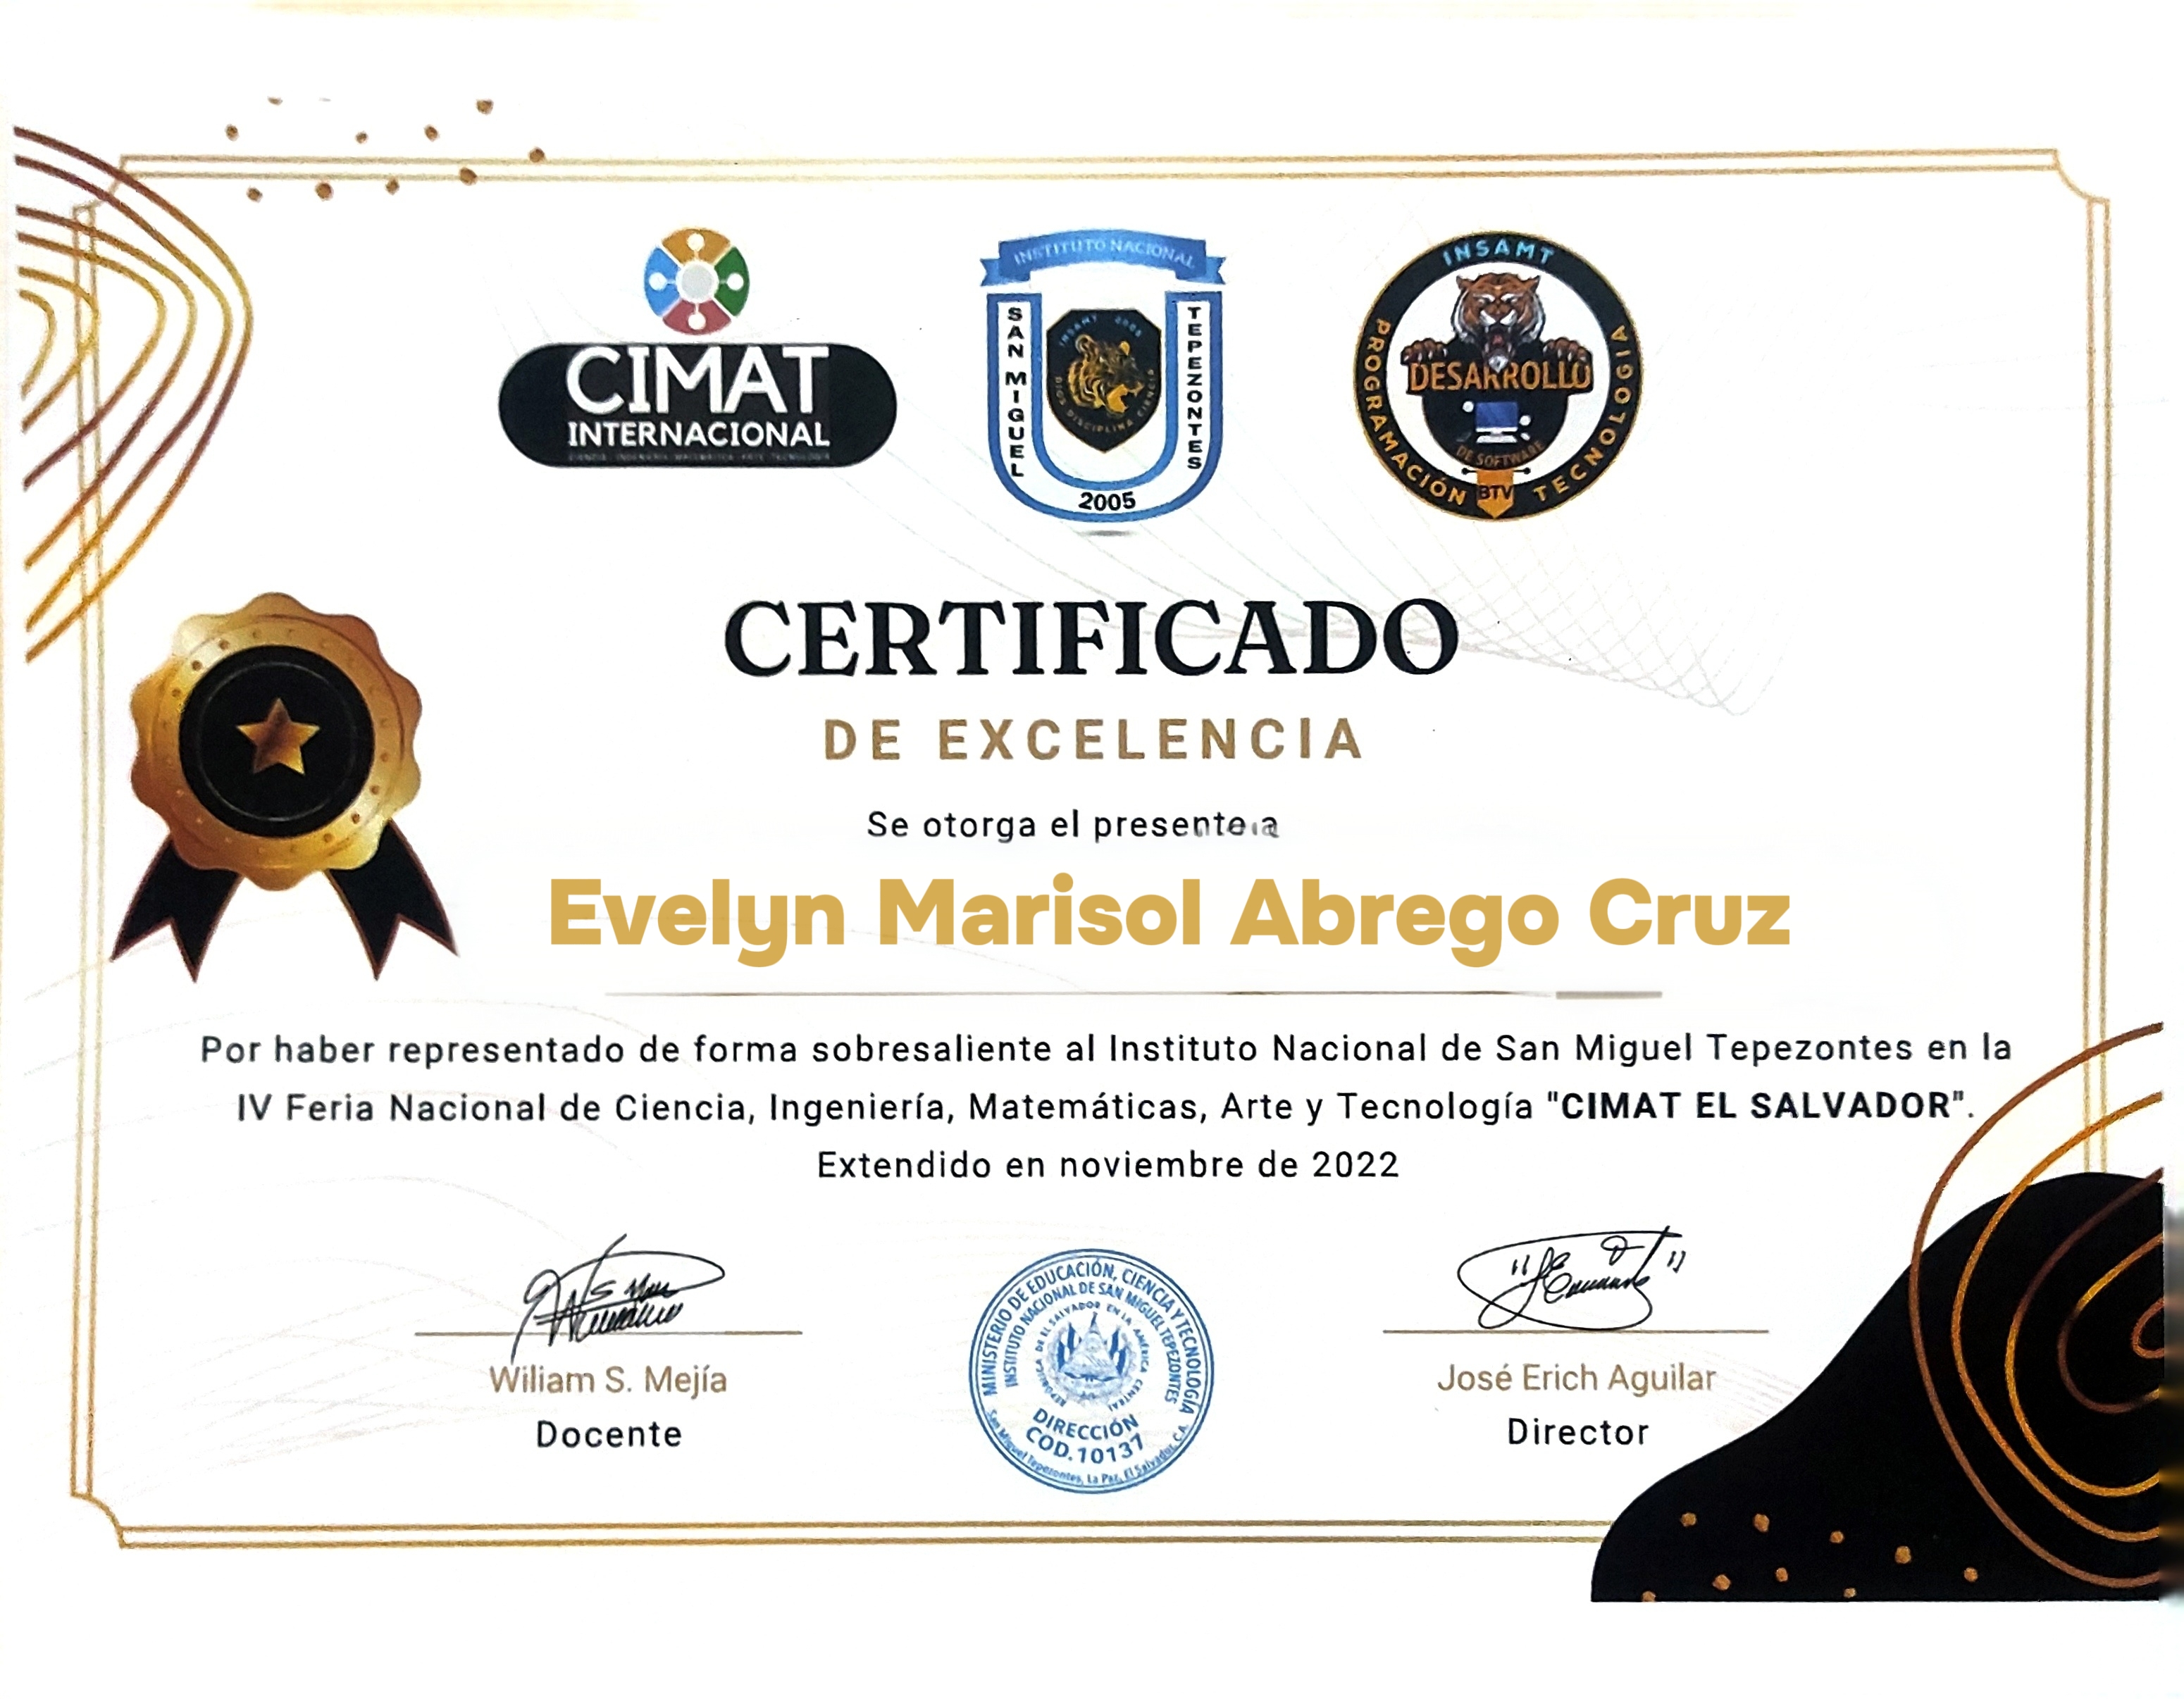 CIMAT
INTERNACIONAL
INSTITUTO NACIONAL
SAN MIGUEL
TEPEZONTES
INSAMT 2005
DIOS DISCIPLINA CIENCIA
2005
INSAMT
PROGRAMACIÓN
TECNOLOGIA
DESARROLLO
DE SOFTWARE
BTV
CERTIFICADO
DE EXCELENCIA
Se otorga el presente a
Evelyn Marisol Abrego Cruz
Por haber representado de forma sobresaliente al Instituto Nacional de San Miguel Tepezontes en la
IV Feria Nacional de Ciencia, Ingeniería, Matemáticas, Arte y Tecnología "CIMAT EL SALVADOR".
Extendido en noviembre de 2022
Wiliam S. Mejía
Docente
MINISTERIO DE EDUCACIÓN, CIENCIA Y TECNOLOGÍA
INSTITUTO NACIONAL DE SAN MIGUEL TEPEZONTES
REPÚBLICA DE EL SALVADOR EN LA AMÉRICA CENTRAL
DIRECCIÓN
COD.10137
San Miguel Tepezontes, La Paz, El Salvador, C.A.
José Erich Aguilar
Director